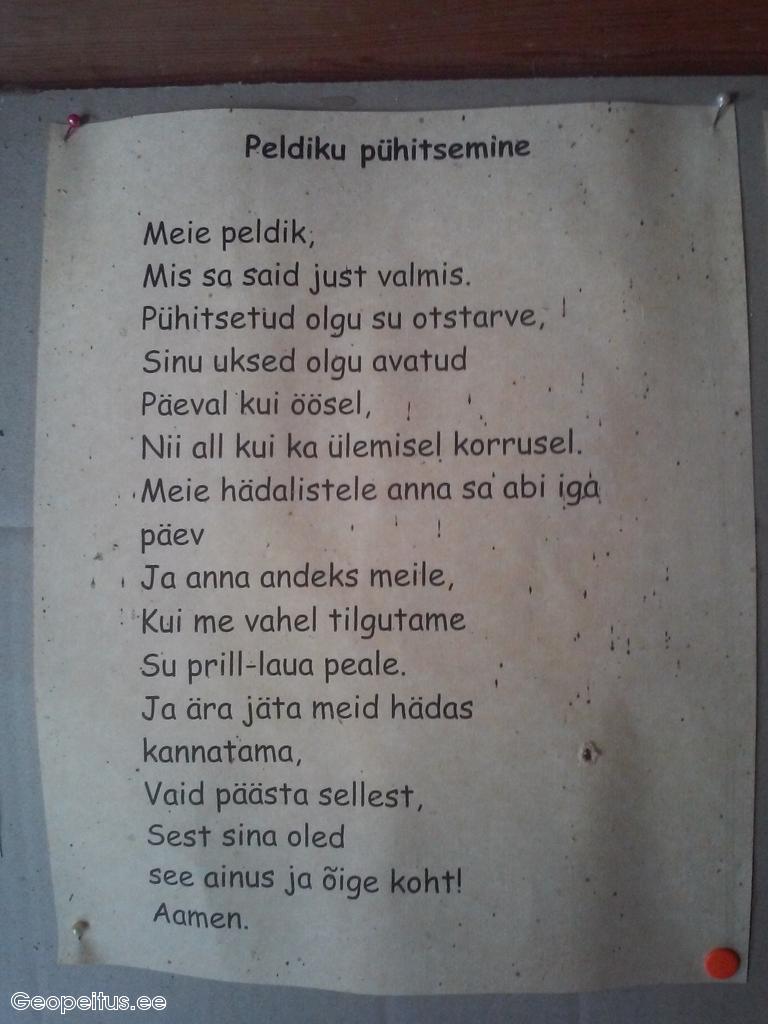 Peldiku pühitsemine
Meie peldik,
Mis sa said just valmis.
Pühitsetud olgu su otstarve,
Sinu uksed olgu avatud
Päeval kui öösel,
Nii all kui ka ülemisel korrusel.
Meie hädalistele anna sa abi iga
päev
Ja anna andeks meile,
Kui me vahel tilgutame
Su prill-laua peale.
Ja ära jäta meid hädas
kannatama,
Vaid päästa sellest,
Sest sina oled
see ainus ja õige koht!
Aamen.
Geopeitus.ee